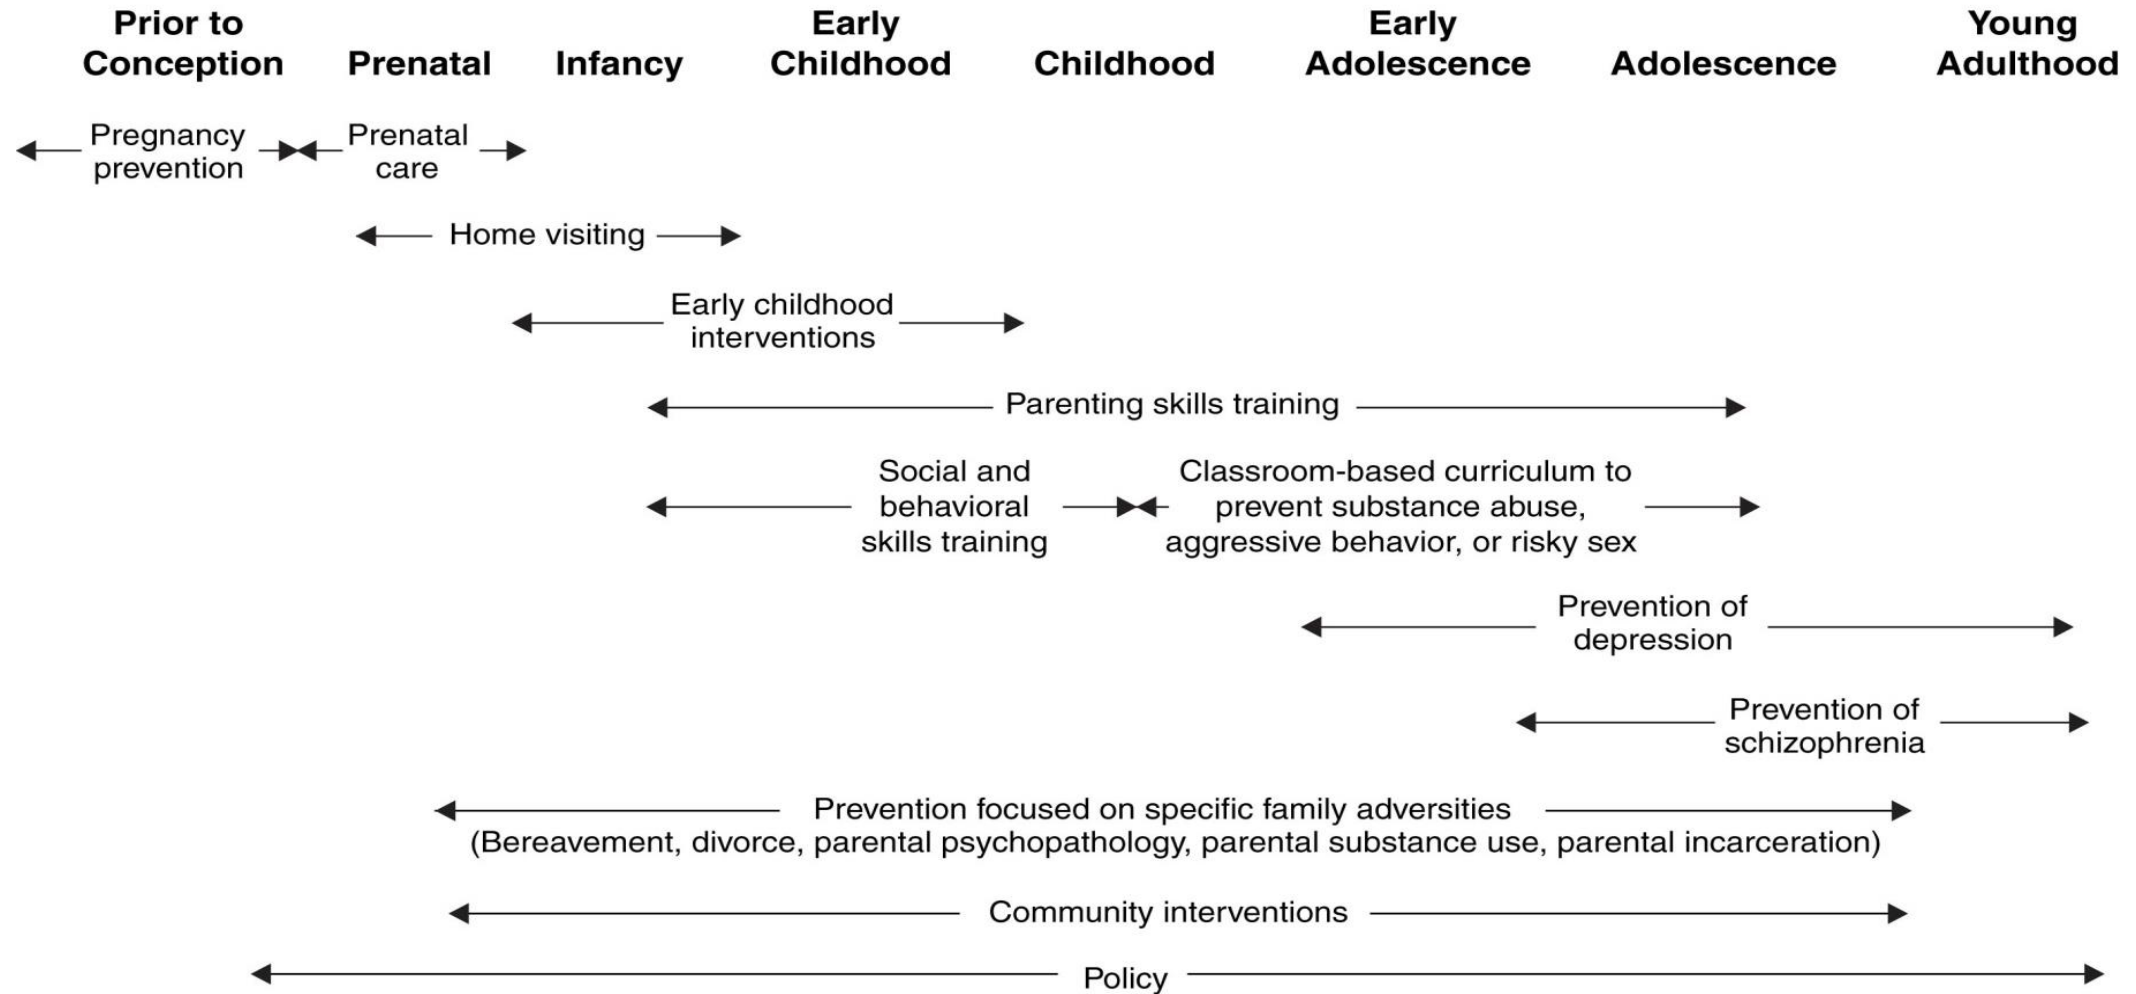 Prior to
Conception
Prenatal
Infancy
Early
Childhood
Childhood
Early
Adolescence
Adolescence
Young
Adulthood
Pregnancy
prevention
Prenatal
care
Home visiting
Early childhood
interventions
Parenting skills training
Social and
behavioral
skills training
Classroom-based curriculum to
prevent substance abuse,
aggressive behavior, or risky sex
Prevention of
depression
Prevention of
schizophrenia
Prevention focused on specific family adversities
(Bereavement, divorce, parental psychopathology, parental substance use, parental incarceration)
Community interventions
Policy